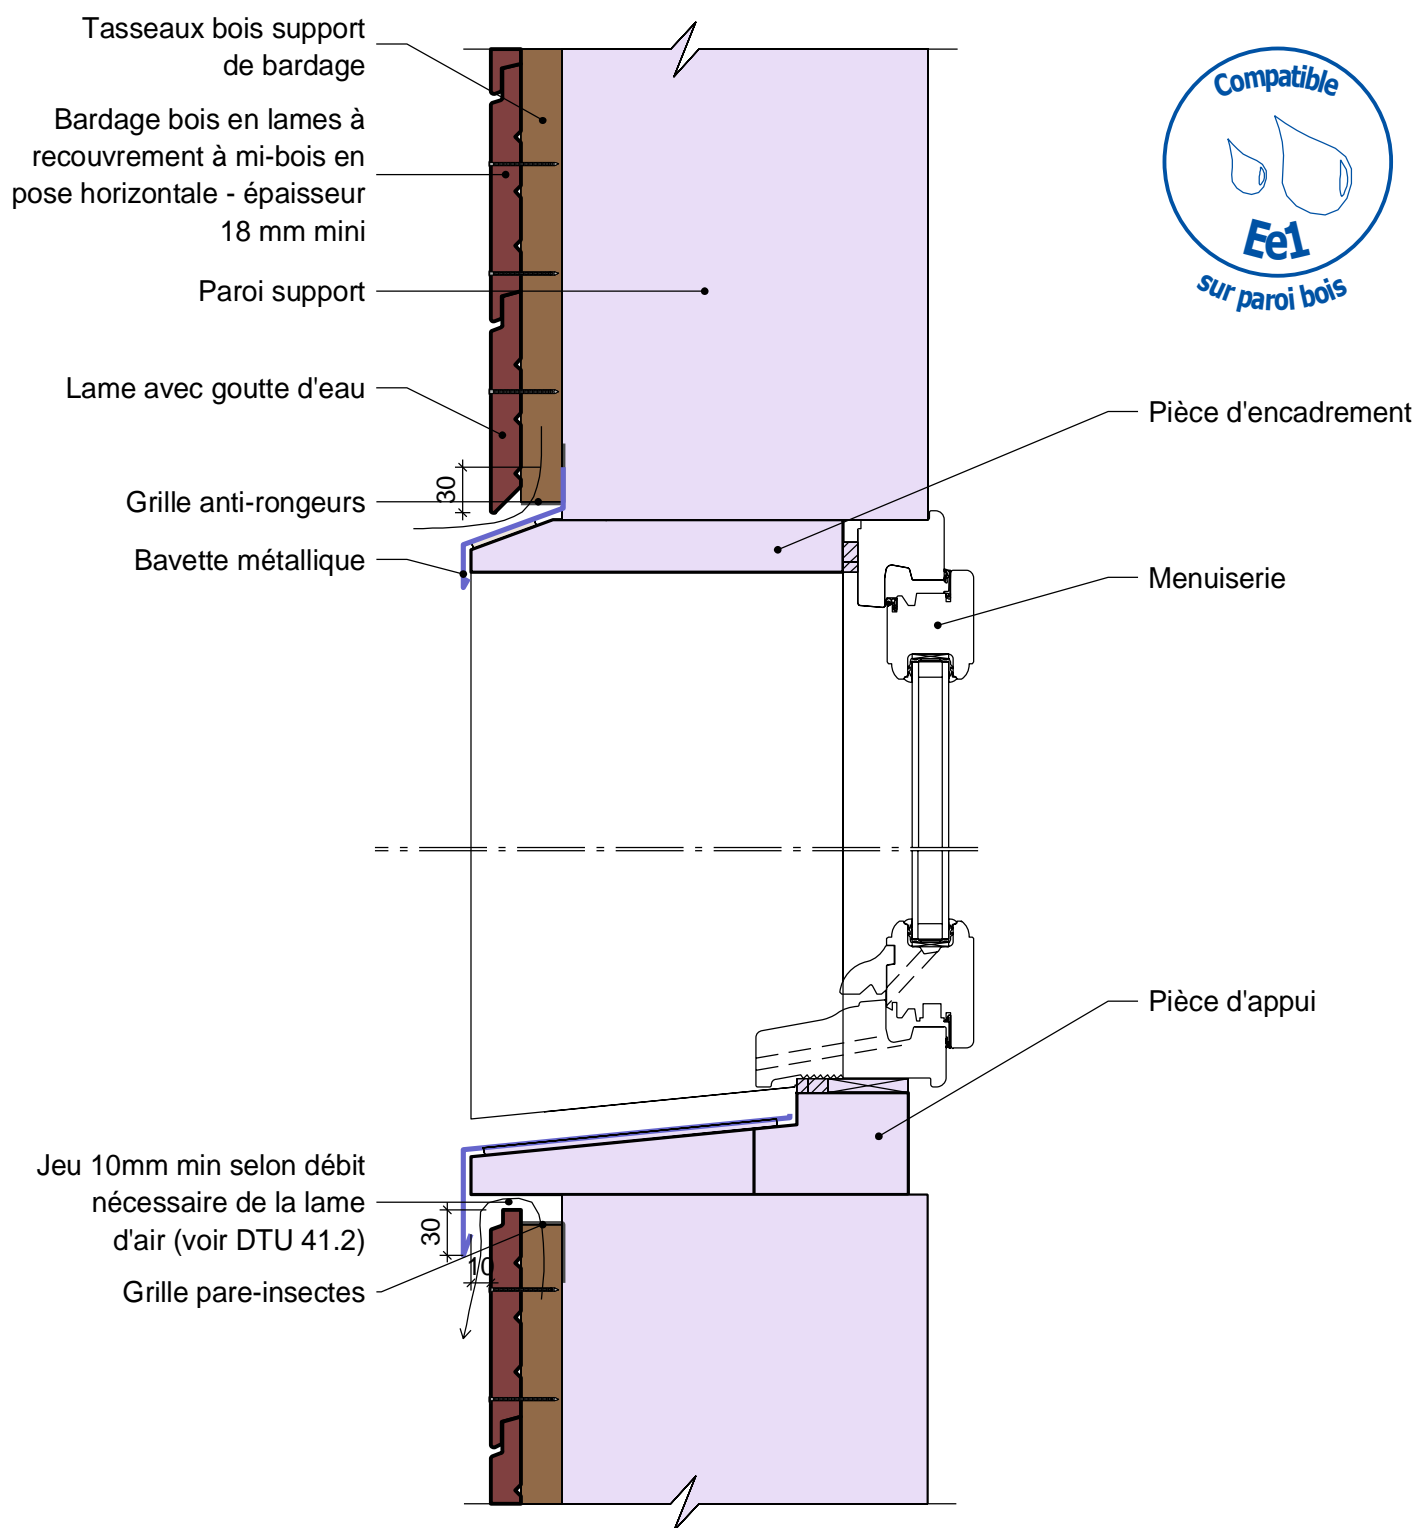 Tasseaux bois support
de bardage
Bardage bois en lames à
recouvrement à mi-bois en
pose horizontale - épaisseur
18 mm mini
Paroi support
Lame avec goutte d'eau
30
Grille anti-rongeurs
Bavette métallique
Compatible
Ee1
sur paroi bois
Pièce d'encadrement
Menuiserie
Pièce d'appui
Jeu 10mm min selon débit
nécessaire de la lame
d'air (voir DTU 41.2)
30
10
Grille pare-insectes